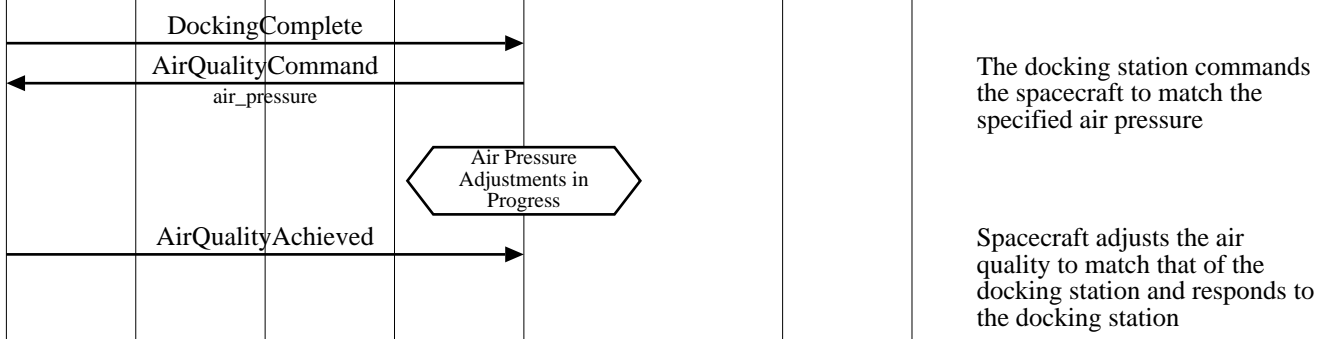 DockingComplete
AirQualityCommand
air_pressure
The docking station commands
the spacecraft to match the
specified air pressure
Air Pressure
Adjustments in
Progress
AirQualityAchieved
Spacecraft adjusts the air
quality to match that of the
docking station and responds to
the docking station